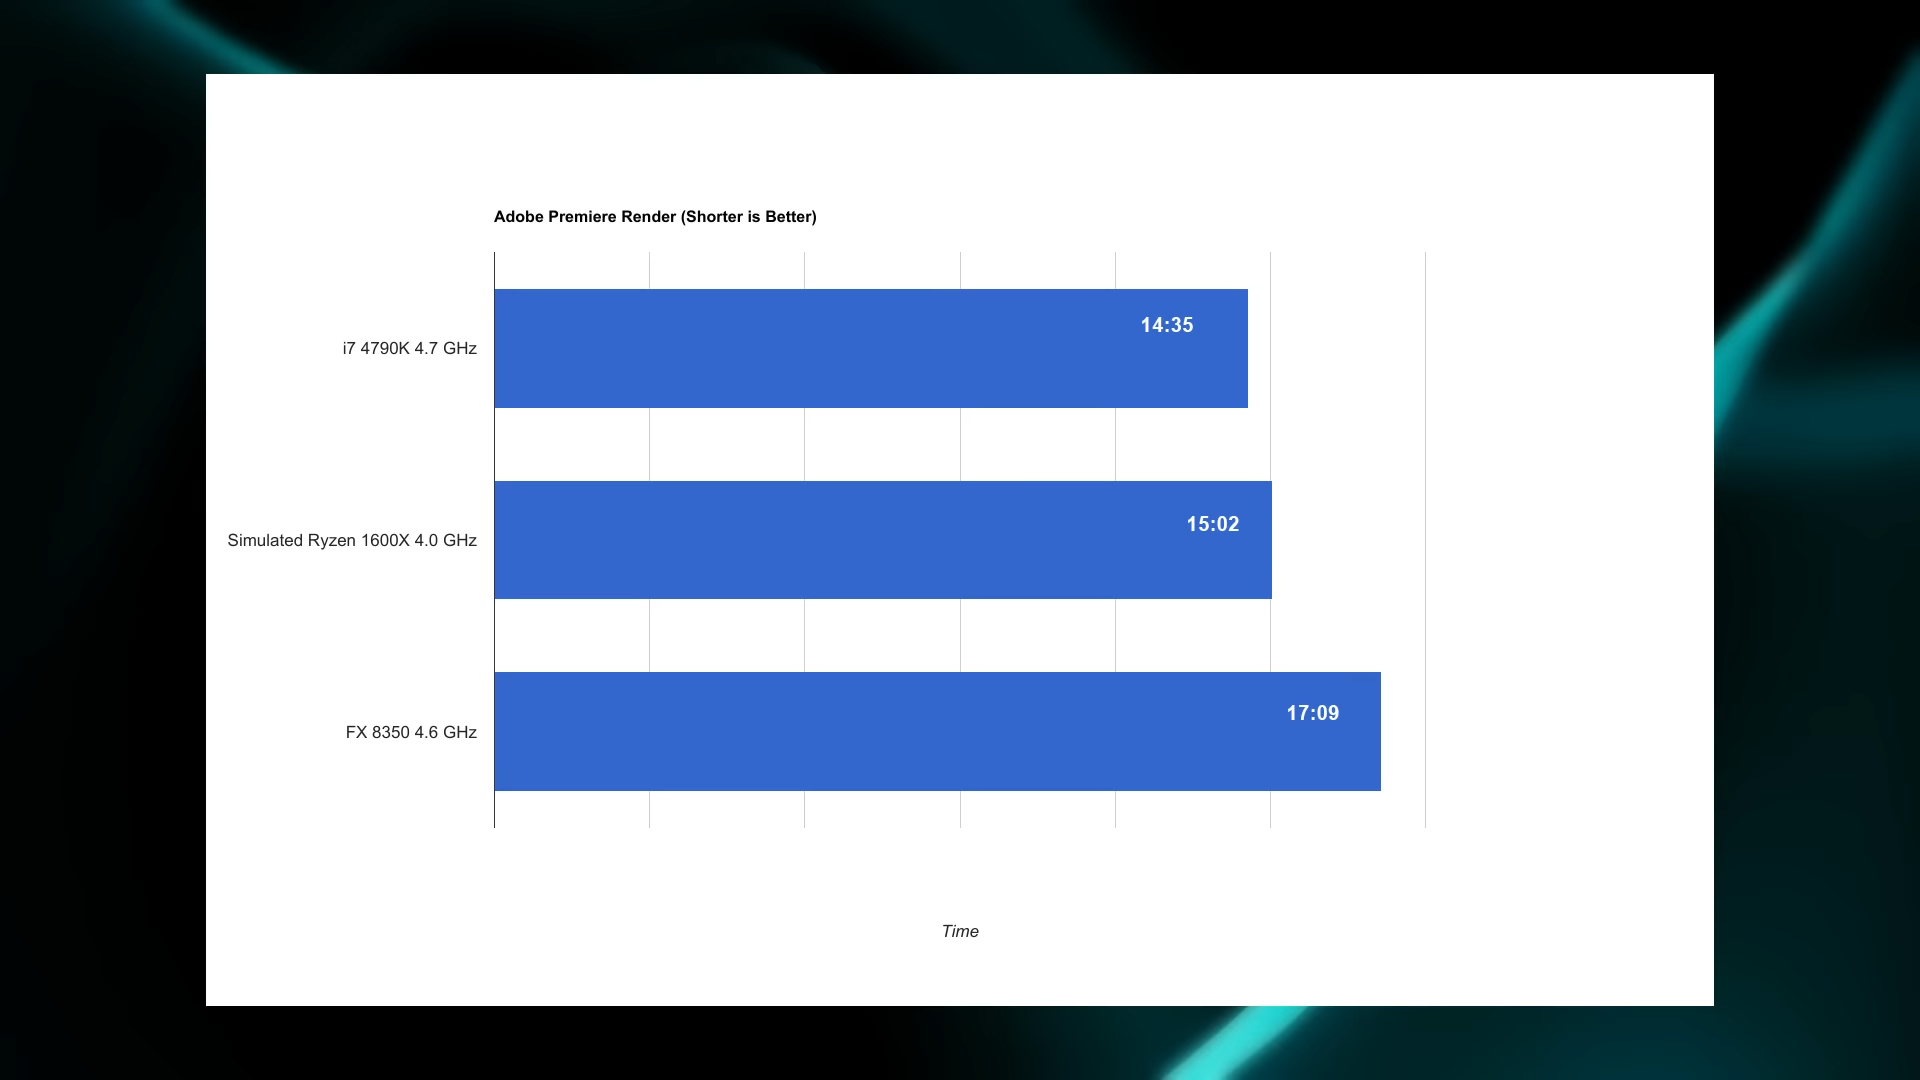 Adobe Premiere Render (Shorter is Better)
i7 4790K 4.7 GHz
14:35
Simulated Ryzen 1600X 4.0 GHz
15:02
FX 8350 4.6 GHz
17:09
Time